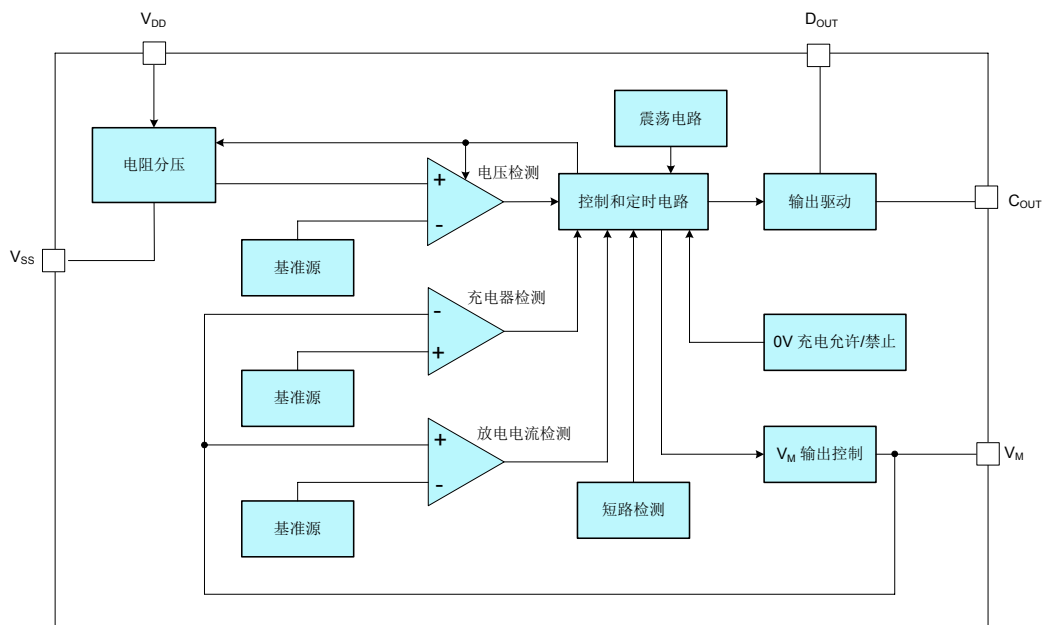 VDD
DOUT
震荡电路
电阻分压
电压检测
+
-
控制和定时电路
输出驱动
COUT
VSS
基准源
充电器检测
-
+
0V 充电允许/禁止
基准源
放电电流检测
+
-
VM 输出控制
VM
短路检测
基准源